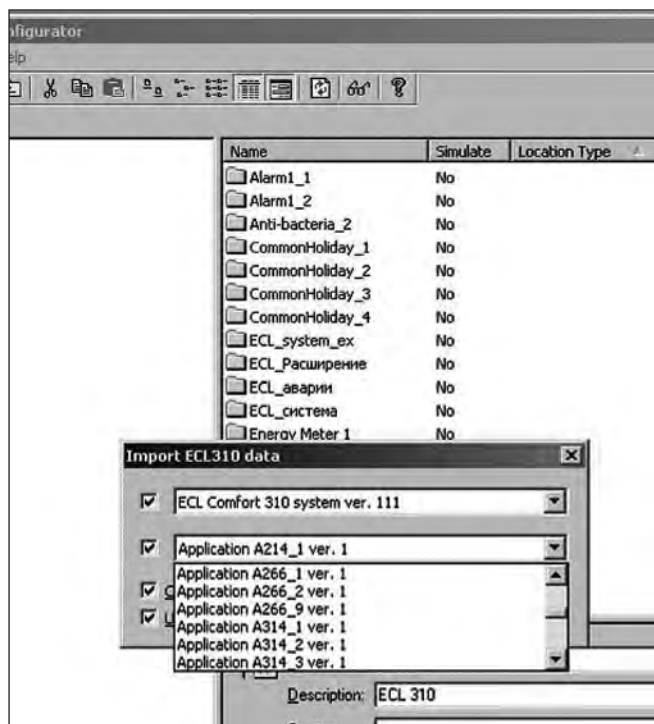 nfigurator
elp
Name Simulate Location Type
Alarm1_1 No
Alarm1_2 No
Anti-bacteria_2 No
CommonHoliday_1 No
CommonHoliday_2 No
CommonHoliday_3 No
CommonHoliday_4 No
ECL_system_ex No
ECL_Расширение No
ECL_аварии No
ECL_система No
Energy Meter 1 No
Import ECL310 data
ECL Comfort 310 system ver. 111
Application A214_1 ver. 1
Application A266_1 ver. 1
Application A266_2 ver. 1
Application A266_9 ver. 1
Application A314_1 ver. 1
Application A314_2 ver. 1
Application A314_3 ver. 1
Description: ECL 310